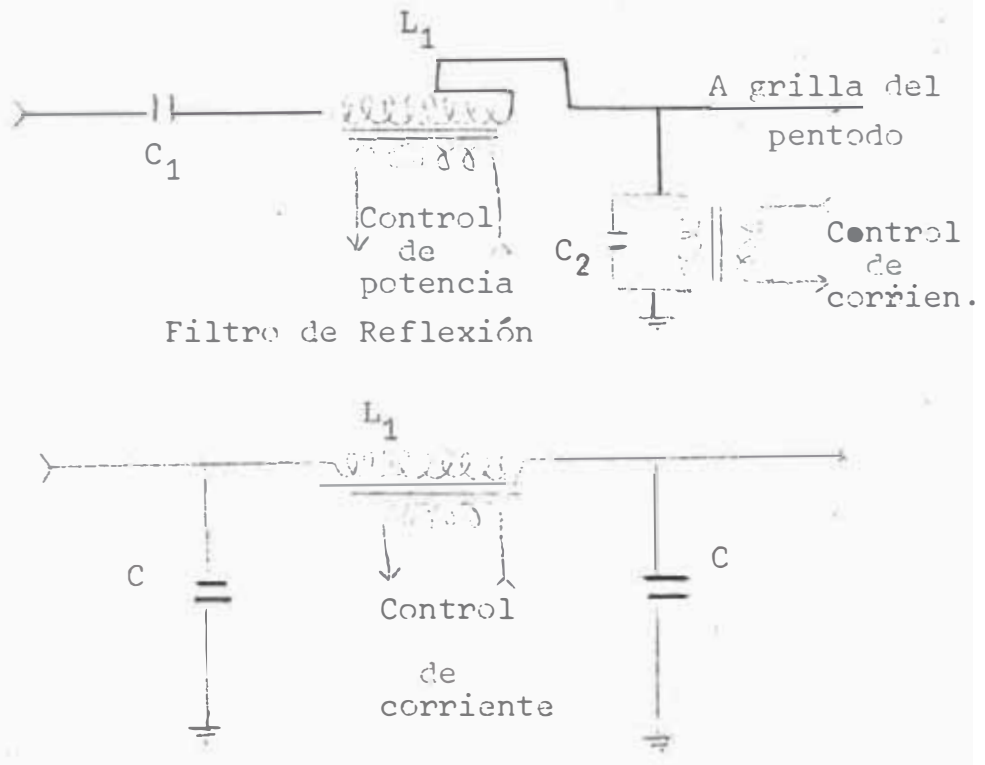 L1
A grilla del
pentodo
C1
Control
de
potencia
C2
Control
de
corrien.
Filtro de Reflexión
L1
C
C
Control
de
corriente